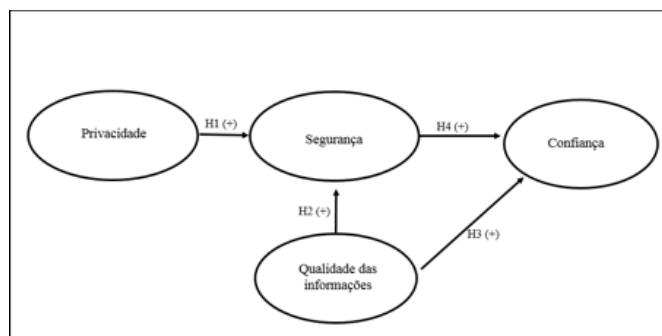 Privacidade
H1 (+)
Segurança
H4 (+)
Confiança
H2 (+)
H3 (+)
Qualidade das
informações